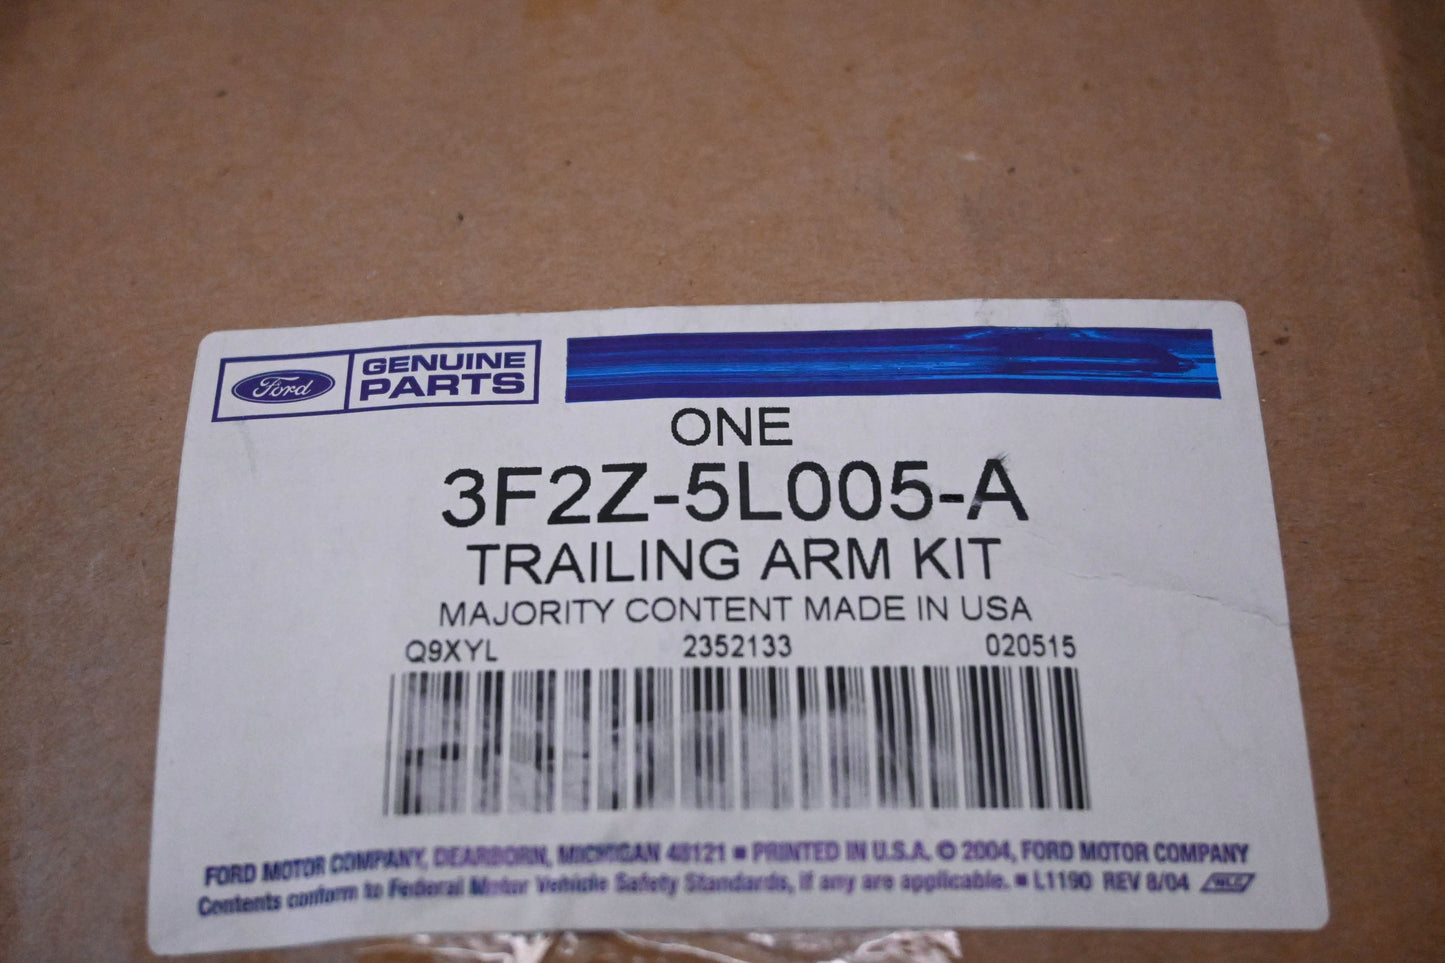 Ford GENUINE
PARTS
ONE
3F2Z-5L005-A
TRAILING ARM KIT
MAJORITY CONTENT MADE IN USA
Q9XYL 2352133 020515
FORD MOTOR COMPANY, DEARBORN, MICHIGAN 48121 ■ PRINTED IN U.S.A. © 2004, FORD MOTOR COMPANY
Contents conform to Federal Motor Vehicle Safety Standards, if any are applicable. ■ L1190 REV 8/04